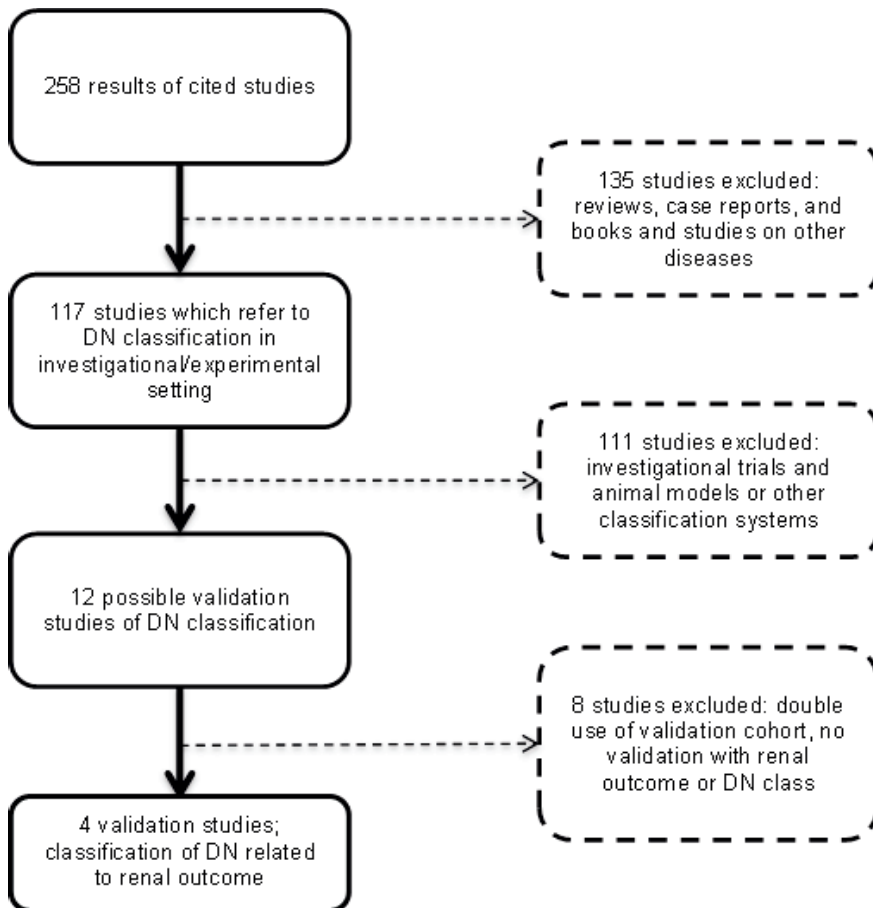 258 results of cited studies
135 studies excluded:
reviews, case reports, and
books and studies on other
diseases
117 studies which refer to
DN classification in
investigational/experimental
setting
111 studies excluded:
investigational trials and
animal models or other
classification systems
12 possible validation
studies of DN classification
8 studies excluded: double
use of validation cohort, no
validation with renal
outcome or DN class
4 validation studies;
classification of DN related
to renal outcome